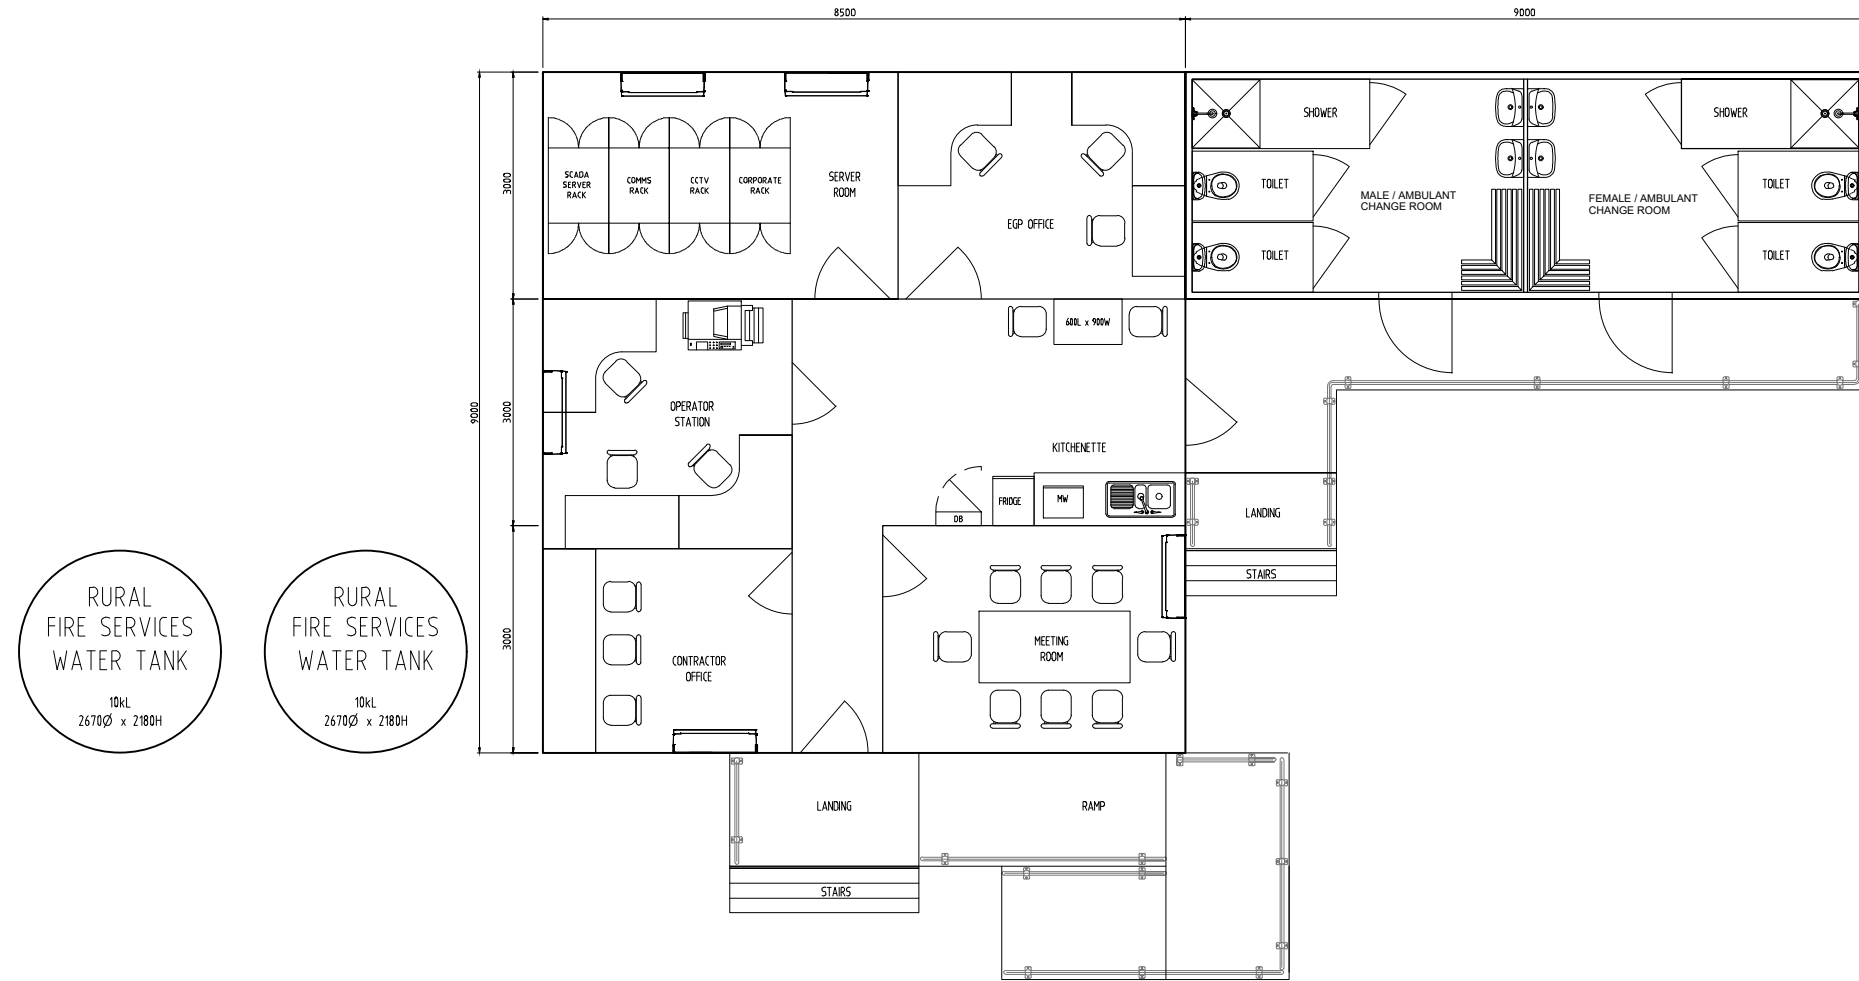 8500
9000
SHOWER
SHOWER
SCADA
SERVER
RACK
COMMS
RACK
CCTV
RACK
CORPORATE
RACK
SERVER
ROOM
3000
TOILET
TOILET
MALE / AMBULANT
CHANGE ROOM
FEMALE / AMBULANT
CHANGE ROOM
EGP OFFICE
TOILET
TOILET
600L x 900W
9000
3000
OPERATOR
STATION
KITCHENETTE
FRIDGE
MW
DB
LANDING
STAIRS
RURAL
FIRE SERVICES
WATER TANK
10kL
2670Ø x 2180H
RURAL
FIRE SERVICES
WATER TANK
10kL
2670Ø x 2180H
3000
CONTRACTOR
OFFICE
MEETING
ROOM
LANDING
RAMP
STAIRS